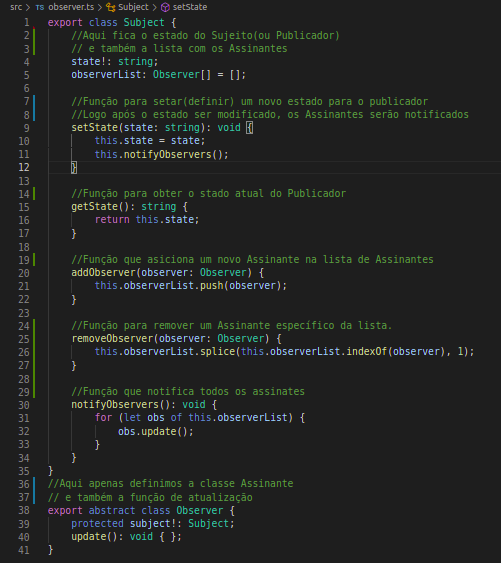 src > TS observer.ts > Subject > setState
1 export class Subject {
2 //Aqui fica o estado do Sujeito(ou Publicador)
3 // e também a lista com os Assinantes
4 state!: string;
5 observerList: Observer[] = [];
6
7 //Função para setar(definir) um novo estado para o publicador
8 //Logo após o estado ser modificado, os Assinantes serão notificados
9 setState(state: string): void {
10 this.state = state;
11 this.notifyObservers();
12 }
13
14 //Função para obter o stado atual do Publicador
15 getState(): string {
16 return this.state;
17 }
18
19 //Função que asiciona um novo Assinante na lista de Assinantes
20 addObserver(observer: Observer) {
21 this.observerList.push(observer);
22 }
23
24 //Função para remover um Assinante específico da lista.
25 removeObserver(observer: Observer) {
26 this.observerList.splice(this.observerList.indexOf(observer), 1);
27 }
28
29 //Função que notifica todos os assinates
30 notifyObservers(): void {
31 for (let obs of this.observerList) {
32 obs.update();
33 }
34 }
35 }
36 //Aqui apenas definimos a classe Assinante
37 // e também a função de atualização
38 export abstract class Observer {
39 protected subject!: Subject;
40 update(): void { };
41 }